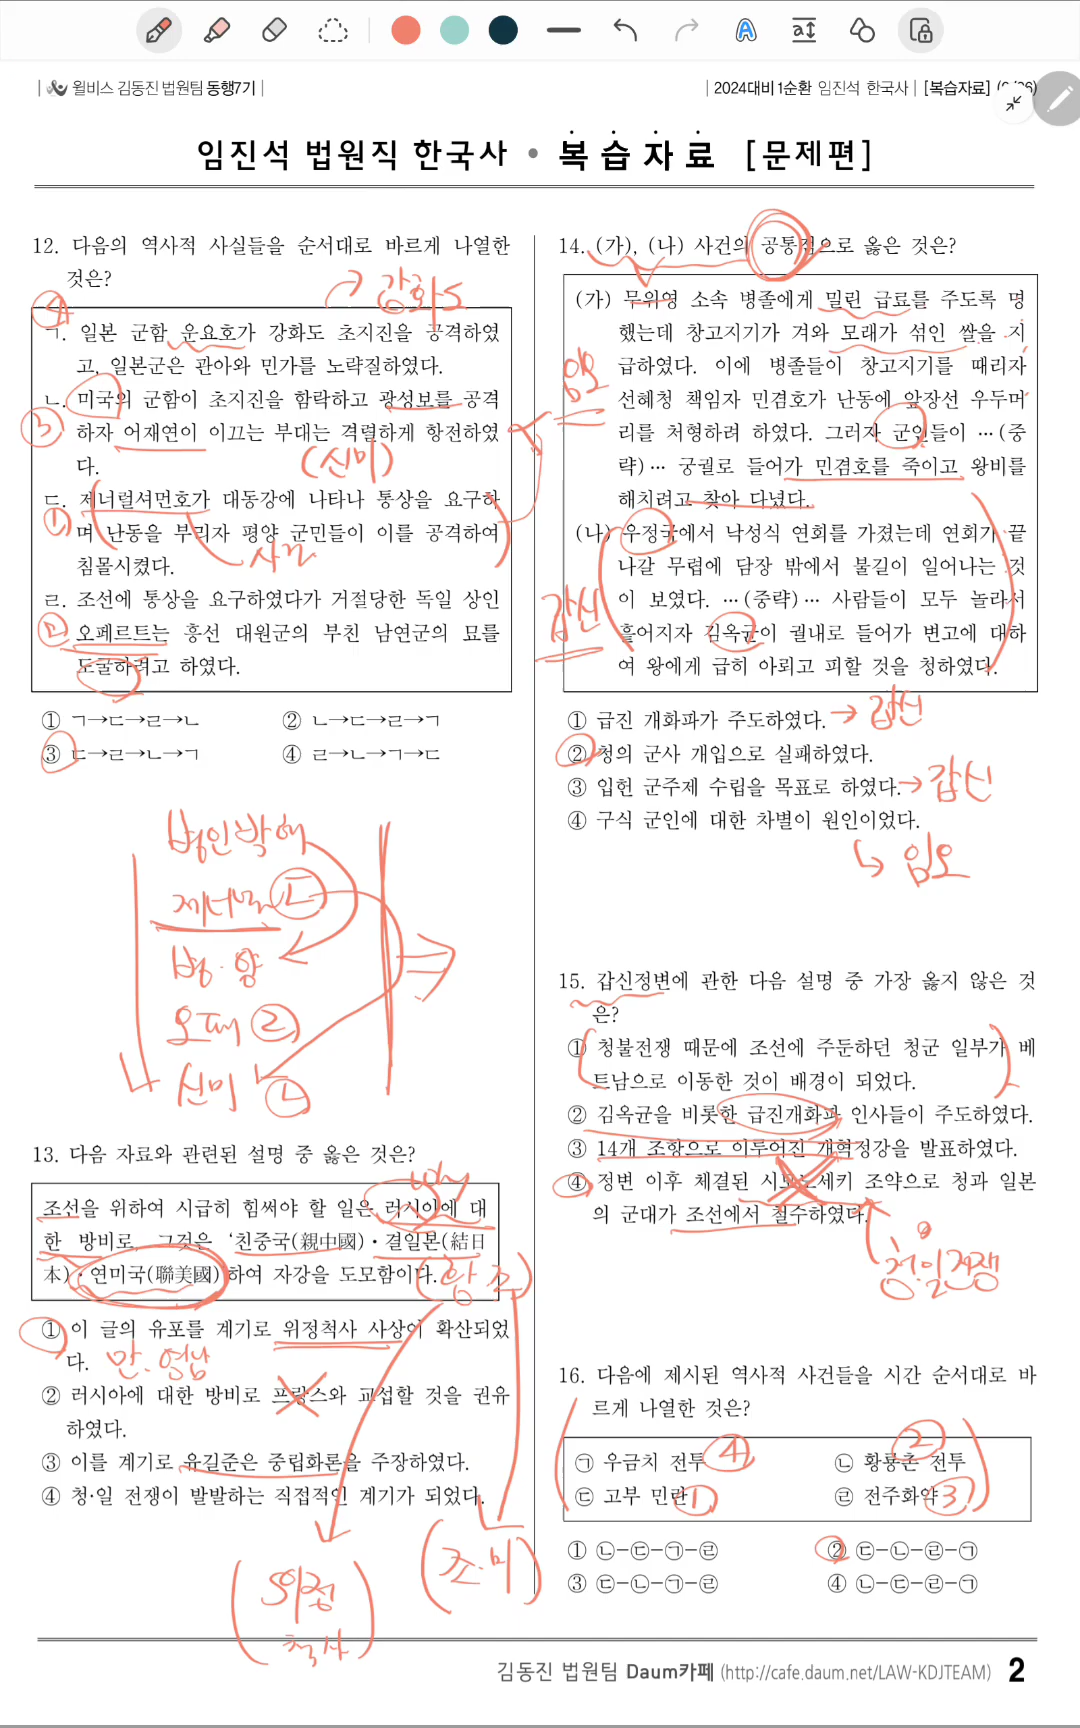 윌비스 김동진 법원팀 동행7기
2024대비 1순환 임진석 한국사 | [복습자료]
임진석 법원직 한국사 • 복습자료 [문제편]
12. 다음의 역사적 사실들을 순서대로 바르게 나열한
것은?
강화도
ㄱ. 일본 군함 운요호가 강화도 초지진을 공격하였
고, 일본군은 관아와 민가를 노략질하였다.
ㄴ. 미국의 군함이 초지진을 함락하고 광성보를 공격
하자 어재연이 이끄는 부대는 격렬하게 항전하였
다.
(신미)
ㄷ. 제너럴셔먼호가 대동강에 나타나 통상을 요구하
며 난동을 부리자 평양 군민들이 이를 공격하여
침몰시켰다.
사건
ㄹ. 조선에 통상을 요구하였다가 거절당한 독일 상인
오페르트는 흥선 대원군의 부친 남연군의 묘를
도굴하려고 하였다.
4
3
1
2
① ㄱ→ㄷ→ㄹ→ㄴ
② ㄴ→ㄷ→ㄹ→ㄱ
③ ㄷ→ㄹ→ㄴ→ㄱ
④ ㄹ→ㄴ→ㄱ→ㄷ
병인박해
제너럴 ㄷ
병·양
오페 ㄹ
신미 ㄴ
13. 다음 자료와 관련된 설명 중 옳은 것은?
조선을 위하여 시급히 힘써야 할 일은 러시아에 대
한 방비로, 그것은 ‘친중국(親中國)·결일본(結日
本)·연미국(聯美國)하여 자강을 도모함이다.
(황·조)
① 이 글의 유포를 계기로 위정척사 사상이 확산되었
다. 만·영남
② 러시아에 대한 방비로 프랑스와 교섭할 것을 권유
하였다.
③ 이를 계기로 유길준은 중립화론을 주장하였다.
④ 청·일 전쟁이 발발하는 직접적인 계기가 되었다.
(위정
척사)
(조·미)
14. (가), (나) 사건의 공통점으로 옳은 것은?
(가) 무위영 소속 병졸에게 밀린 급료를 주도록 명
했는데 창고지기가 겨와 모래가 섞인 쌀을 지
급하였다. 이에 병졸들이 창고지기를 때리자
선혜청 책임자 민겸호가 난동에 앞장선 우두머
리를 처형하려 하였다. 그러자 군인들이 …(중
략)… 궁궐로 들어가 민겸호를 죽이고 왕비를
해치려고 찾아 다녔다.
임오
(나) 우정국에서 낙성식 연회를 가졌는데 연회가 끝
나갈 무렵에 담장 밖에서 불길이 일어나는 것
이 보였다. …(중략)… 사람들이 모두 놀라서
흩어지자 김옥균이 궐내로 들어가 변고에 대하
여 왕에게 급히 아뢰고 피할 것을 청하였다.
갑신
① 급진 개화파가 주도하였다. → 갑신
② 청의 군사 개입으로 실패하였다.
③ 입헌 군주제 수립을 목표로 하였다. → 갑신
④ 구식 군인에 대한 차별이 원인이었다.
↳ 임오
15. 갑신정변에 관한 다음 설명 중 가장 옳지 않은 것
은?
① 청불전쟁 때문에 조선에 주둔하던 청군 일부가 베
트남으로 이동한 것이 배경이 되었다.
② 김옥균을 비롯한 급진개화파 인사들이 주도하였다.
③ 14개 조항으로 이루어진 개혁정강을 발표하였다.
④ 정변 이후 체결된 시모노세키 조약으로 청과 일본
의 군대가 조선에서 철수하였다.
청·일전쟁
16. 다음에 제시된 역사적 사건들을 시간 순서대로 바
르게 나열한 것은?
㉠ 우금치 전투 4
㉡ 황룡촌 전투 2
㉢ 고부 민란 1
㉣ 전주화약 3
① ㉡-㉢-㉠-㉣
② ㉢-㉡-㉣-㉠
③ ㉢-㉡-㉠-㉣
④ ㉡-㉢-㉣-㉠
김동진 법원팀 Daum카페 (http://cafe.daum.net/LAW-KDJTEAM) 2